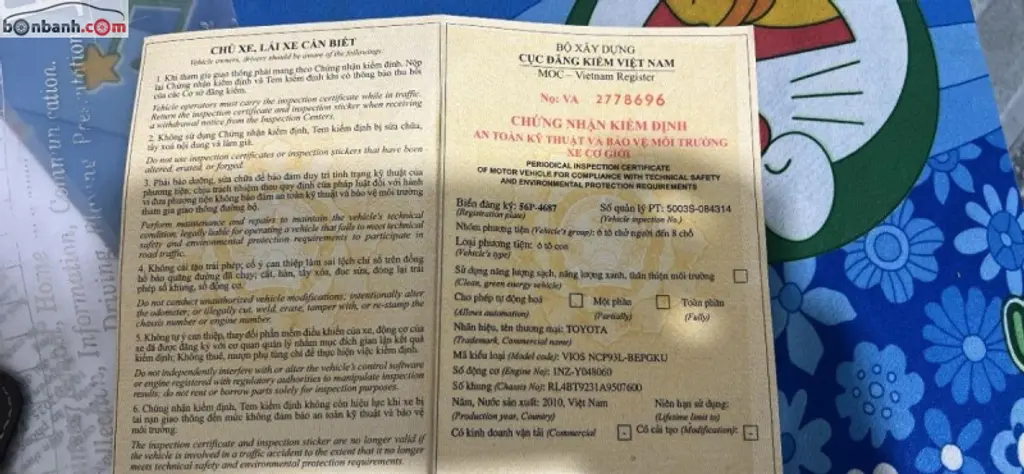 bonbanh.com
CHỦ XE, LÁI XE CẦN BIẾT
Vehicle owners, drivers should be aware of the followings
1. Khi tham gia giao thông phải mang theo Chứng nhận kiểm định. Nộp
lại Chứng nhận kiểm định và Tem kiểm định khi có thông báo thu hồi
của các Cơ sở đăng kiểm.
Vehicle operators must carry the inspection certificate while in traffic.
Return the inspection certificate and inspection sticker when receiving
a withdrawal notice from the Inspection Centers.
2. Không sử dụng Chứng nhận kiểm định, Tem kiểm định bị sửa chữa,
tẩy xoá nội dung và làm giả.
Do not use inspection certificates or inspection stickers that have been
altered, erased, or forged.
3. Phải bảo dưỡng, sửa chữa để bảo đảm duy trì tình trạng kỹ thuật của
phương tiện, chịu trách nhiệm theo quy định của pháp luật đối với hành
vi đưa phương tiện không bảo đảm an toàn kỹ thuật và bảo vệ môi trường
tham gia giao thông đường bộ.
Perform maintenance and repairs to maintain the vehicle's technical
condition; legally liable for operating a vehicle that fails to meet technical
safety and environmental protection requirements to participate in
road traffic.
4. Không cải tạo trái phép; cố ý can thiệp làm sai lệch chỉ số trên đồng
hồ báo quãng đường đã chạy; cắt, hàn, tẩy xóa, đục sửa, đóng lại trái
phép số khung, số động cơ.
Do not conduct unauthorized vehicle modifications; intentionally alter
the odometer; or illegally cut, weld, erase, tamper with, or re-stamp the
chassis number or engine number.
5. Không tự ý can thiệp, thay đổi phần mềm điều khiển của xe, động cơ của
xe đã được đăng ký với cơ quan quản lý nhằm mục đích gian lận kết quả
kiểm định; Không thuê, mượn phụ tùng chỉ để thực hiện việc kiểm định.
Do not independently interfere with or alter the vehicle's control software
or engine registered with regulatory authorities to manipulate inspection
results; do not rent or borrow parts solely for inspection purposes.
6. Chứng nhận kiểm định, Tem kiểm định không còn hiệu lực khi xe bị
tai nạn giao thông đến mức không đảm bảo an toàn kỹ thuật và bảo vệ
môi trường.
The inspection certificate and inspection sticker are no longer valid if
the vehicle is involved in a traffic accident to the extent that it no longer
meets technical safety and environmental protection requirements.
BỘ XÂY DỰNG
CỤC ĐĂNG KIỂM VIỆT NAM
MOC – Vietnam Register
No: VA 2778696
CHỨNG NHẬN KIỂM ĐỊNH
AN TOÀN KỸ THUẬT VÀ BẢO VỆ MÔI TRƯỜNG
XE CƠ GIỚI
PERIODICAL INSPECTION CERTIFICATE
OF MOTOR VEHICLE FOR COMPLIANCE WITH TECHNICAL SAFETY
AND ENVIRONMENTAL PROTECTION REQUIREMENTS
Biển đăng ký: 56P-4687 Số quản lý PT: 5003S-084314
(Registration plate) (Vehicle inspection No.)
Nhóm phương tiện (Vehicle's group): ô tô chở người đến 8 chỗ
Loại phương tiện: ô tô con
(Vehicle's type)
Sử dụng năng lượng sạch, năng lượng xanh, thân thiện môi trường
(Clean, green energy vehicle)
Cho phép tự động hoá Một phần Toàn phần
(Allows automation) (Partially) (Fully)
Nhãn hiệu, tên thương mại: TOYOTA
(Trademark, Commercial name)
Mã kiểu loại (Model code): VIOS NCP93L-BEPGKU
Số động cơ (Engine No): 1NZ-Y048060
Số khung (Chassis No): RL4BT9231A9507600
Năm, Nước sản xuất: 2010, Việt Nam Niên hạn sử dụng:
(Production year, Country) (Lifetime limit to)
Có kinh doanh vận tải (Commercial - Có cải tạo (Modification): -